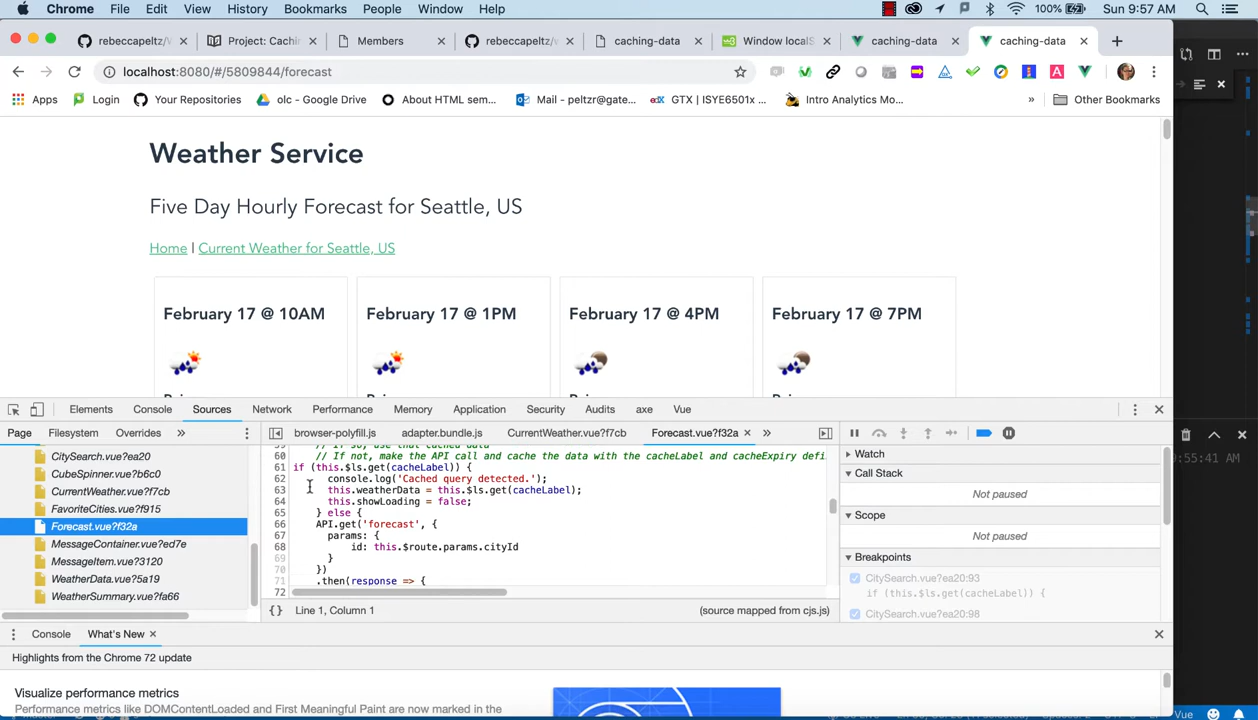 Chrome File Edit View History Bookmarks People Window Help 100% Sun 9:57 AM
rebeccapeltz/W Project: Cachin Members rebeccapeltz/v caching-data Window localS caching-data caching-data
localhost:8080/#/5809844/forecast
Apps Login Your Repositories olc - Google Drive About HTML sem... Mail - peltzr@gate... GTX | ISYE6501x ... Intro Analytics Mo... » Other Bookmarks
Weather Service
Five Day Hourly Forecast for Seattle, US
Home | Current Weather for Seattle, US
February 17 @ 10AM February 17 @ 1PM February 17 @ 4PM February 17 @ 7PM
Elements Console Sources Network Performance Memory Application Security Audits axe Vue
Page Filesystem Overrides » browser-polyfill.js adapter.bundle.js CurrentWeather.vue?f7cb Forecast.vue?f32a »
CitySearch.vue?ea20
CubeSpinner.vue?b6c0
CurrentWeather.vue?f7cb
FavoriteCities.vue?f915
Forecast.vue?f32a
MessageContainer.vue?ed7e
MessageItem.vue?3120
WeatherData.vue?5a19
WeatherSummary.vue?fa66
59 // If so, use that cached data
60 // If not, make the API call and cache the data with the cacheLabel and cacheExpiry defi
61 if (this.$ls.get(cacheLabel)) {
62 console.log('Cached query detected.');
63 this.weatherData = this.$ls.get(cacheLabel);
64 this.showLoading = false;
65 } else {
66 API.get('forecast', {
67 params: {
68 id: this.$route.params.cityId
69 }
70 })
71 .then(response => {
72
{} Line 1, Column 1 (source mapped from cjs.js)
Watch
Call Stack
Not paused
Scope
Not paused
Breakpoints
CitySearch.vue?ea20:93
if (this.$ls.get(cacheLabel)) {
CitySearch.vue?ea20:98
Console What's New
Highlights from the Chrome 72 update
Visualize performance metrics
Performance metrics like DOMContentLoaded and First Meaningful Paint are now marked in the
:55:41 AM
Vue